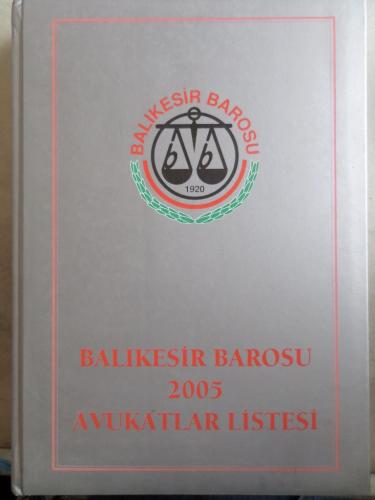 BALIKESİR BAROSU
b b
1920
BALIKESİR BAROSU
2005
AVUKATLAR LİSTESİ